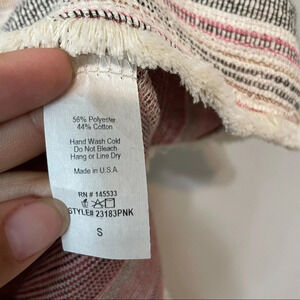 56% Polyester
44% Cotton
Hand Wash Cold
Do Not Bleach
Hang or Line Dry
Made in U.S.A.
RN # 145533
STYLE# 23183PNK
S